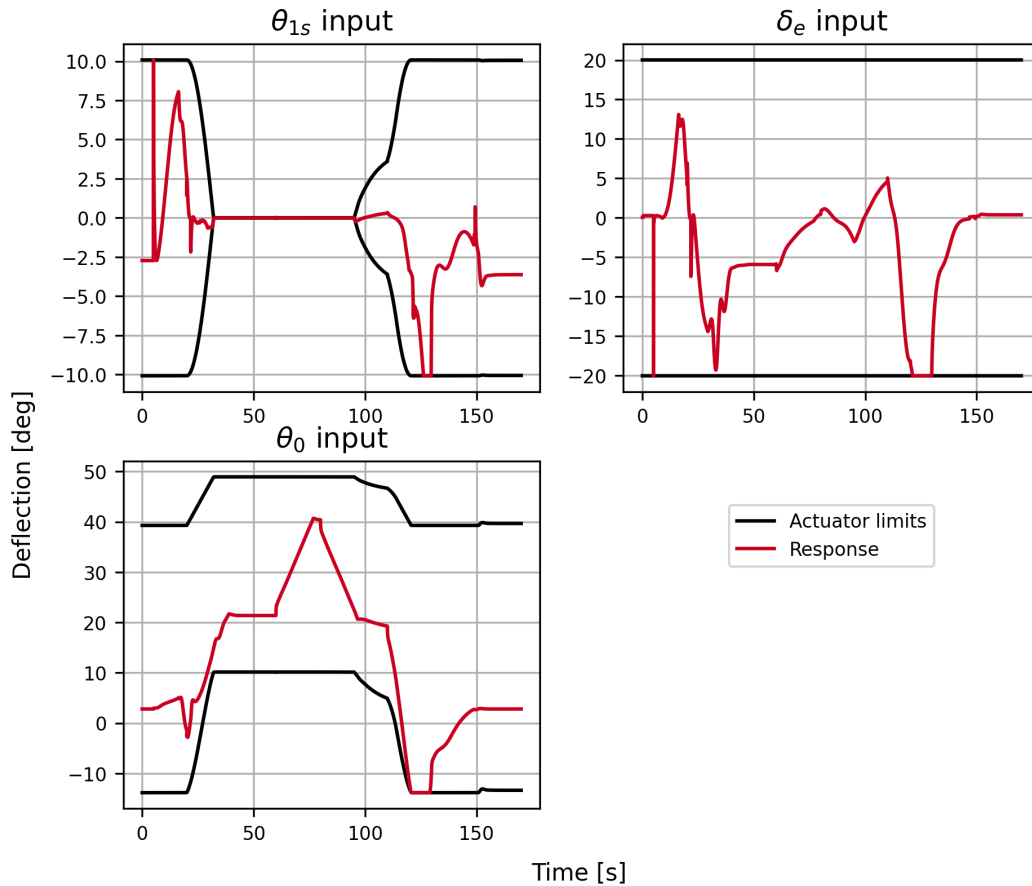 θ1s input
10.0
7.5
5.0
2.5
0.0
−2.5
−5.0
−7.5
−10.0
0 50 100 150
δe input
20
15
10
5
0
−5
−10
−15
−20
0 50 100 150
θ0 input
50
40
30
20
10
0
−10
0 50 100 150
Deflection [deg]
Time [s]
Actuator limits
Response